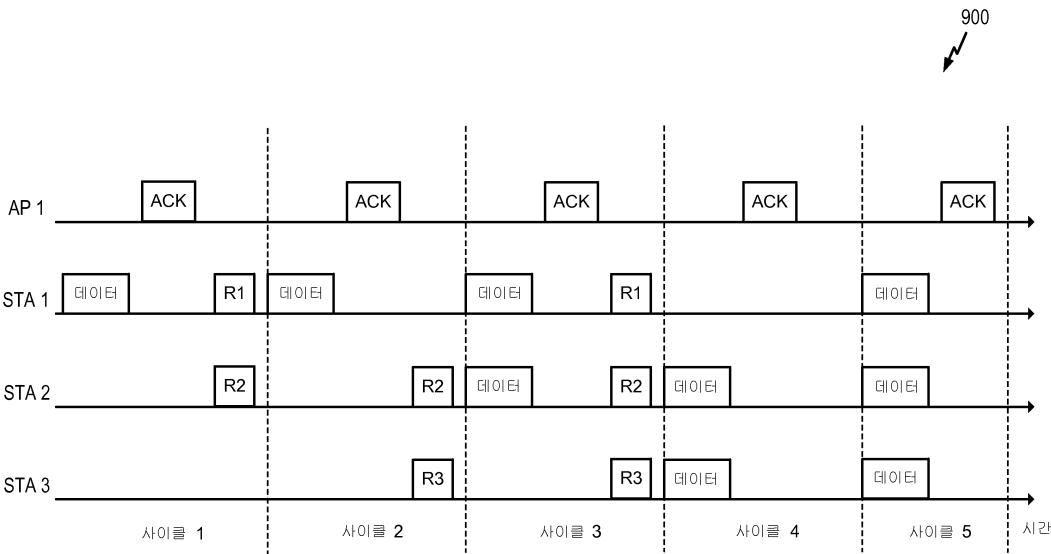 900
AP 1
ACK
ACK
ACK
ACK
ACK
STA 1
데이터
R1
데이터
데이터
R1
데이터
STA 2
R2
R2
데이터
R2
데이터
데이터
STA 3
R3
R3
데이터
데이터
사이클 1
사이클 2
사이클 3
사이클 4
사이클 5
시간